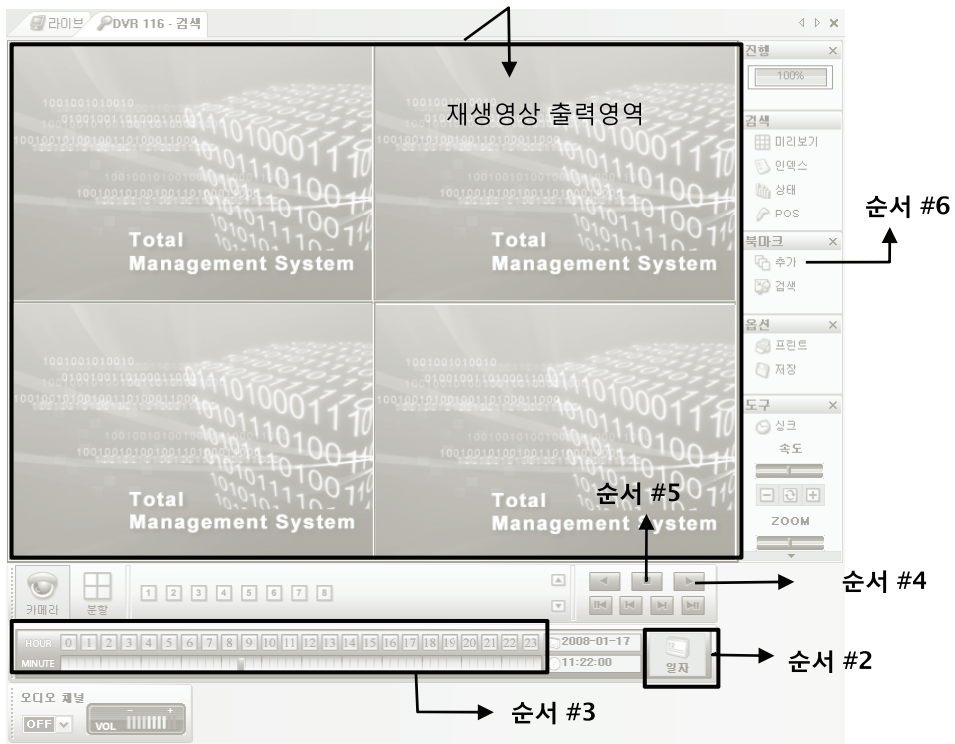 라이브 DVR 116 - 검색
재생영상 출력영역
Total
Management System
Total
Management System
Total
Management System
Total
Management System
진행
100%
검색
미리보기
인덱스
상태
POS
북마크
추가
검색
옵션
프린트
저장
도구
싱크
속도
ZOOM
순서 #6
순서 #5
순서 #4
카메라 분할 1 2 3 4 5 6 7 8
HOUR 0 1 2 3 4 5 6 7 8 9 10 11 12 13 14 15 16 17 18 19 20 21 22 23
2008-01-17
MINUTE
11:22:00
일자
순서 #2
순서 #3
오디오 채널
OFF VOL - +